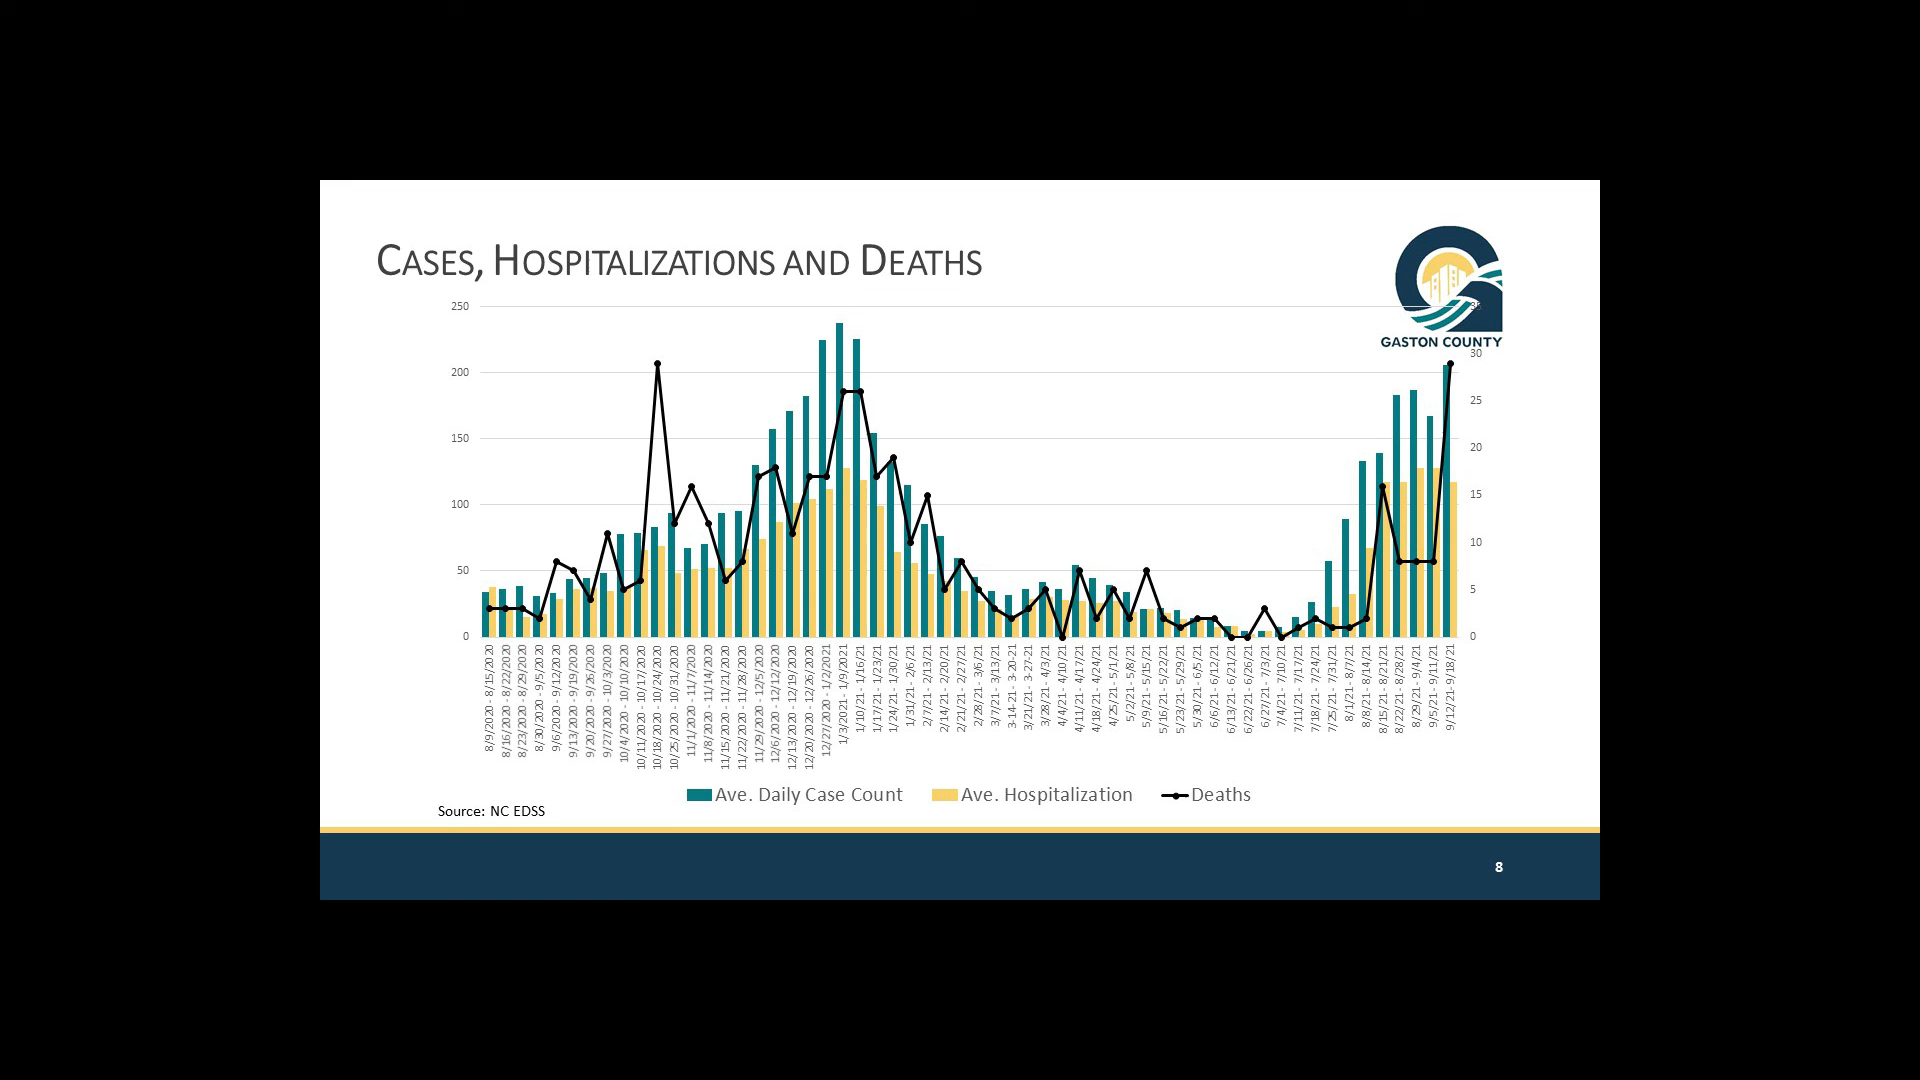 CASES, HOSPITALIZATIONS AND DEATHS
GASTON COUNTY
250
200
150
100
50
0
35
30
25
20
15
10
5
0
8/9/2020 - 8/15/2020
8/16/2020 - 8/22/2020
8/23/2020 - 8/29/2020
8/30/2020 - 9/5/2020
9/6/2020 - 9/12/2020
9/13/2020 - 9/19/2020
9/20/2020 - 9/26/2020
9/27/2020 - 10/3/2020
10/4/2020 - 10/10/2020
10/11/2020 - 10/17/2020
10/18/2020 - 10/24/2020
10/25/2020 - 10/31/2020
11/1/2020 - 11/7/2020
11/8/2020 - 11/14/2020
11/15/2020 - 11/21/2020
11/22/2020 - 11/28/2020
11/29/2020 - 12/5/2020
12/6/2020 - 12/12/2020
12/13/2020 - 12/19/2020
12/20/2020 - 12/26/2020
12/27/2020 - 1/2/2021
1/3/2021 - 1/9/2021
1/10/21 - 1/16/21
1/17/21 - 1/23/21
1/24/21 - 1/30/21
1/31/21 - 2/6/21
2/7/21 - 2/13/21
2/14/21 - 2/20/21
2/21/21 - 2/27/21
2/28/21 - 3/6/21
3/7/21 - 3/13/21
3-14-21 - 3-20-21
3/21/21 - 3-27-21
3/28/21 - 4/3/21
4/4/21 - 4/10/21
4/11/21 - 4/17/21
4/18/21 - 4/24/21
4/25/21 - 5/1/21
5/2/21 - 5/8/21
5/9/21 - 5/15/21
5/16/21 - 5/22/21
5/23/21 - 5/29/21
5/30/21 - 6/5/21
6/6/21 - 6/12/21
6/13/21 - 6/21/21
6/22/21 - 6/26/21
6/27/21 - 7/3/21
7/4/21 - 7/10/21
7/11/21 - 7/17/21
7/18/21 - 7/24/21
7/25/21 - 7/31/21
8/1/21 - 8/7/21
8/8/21 - 8/14/21
8/15/21 - 8/21/21
8/22/21 - 8/28/21
8/29/21 - 9/4/21
9/5/21 - 9/11/21
9/12/21- 9/18/21
Ave. Daily Case Count
Ave. Hospitalization
Deaths
Source: NC EDSS
8